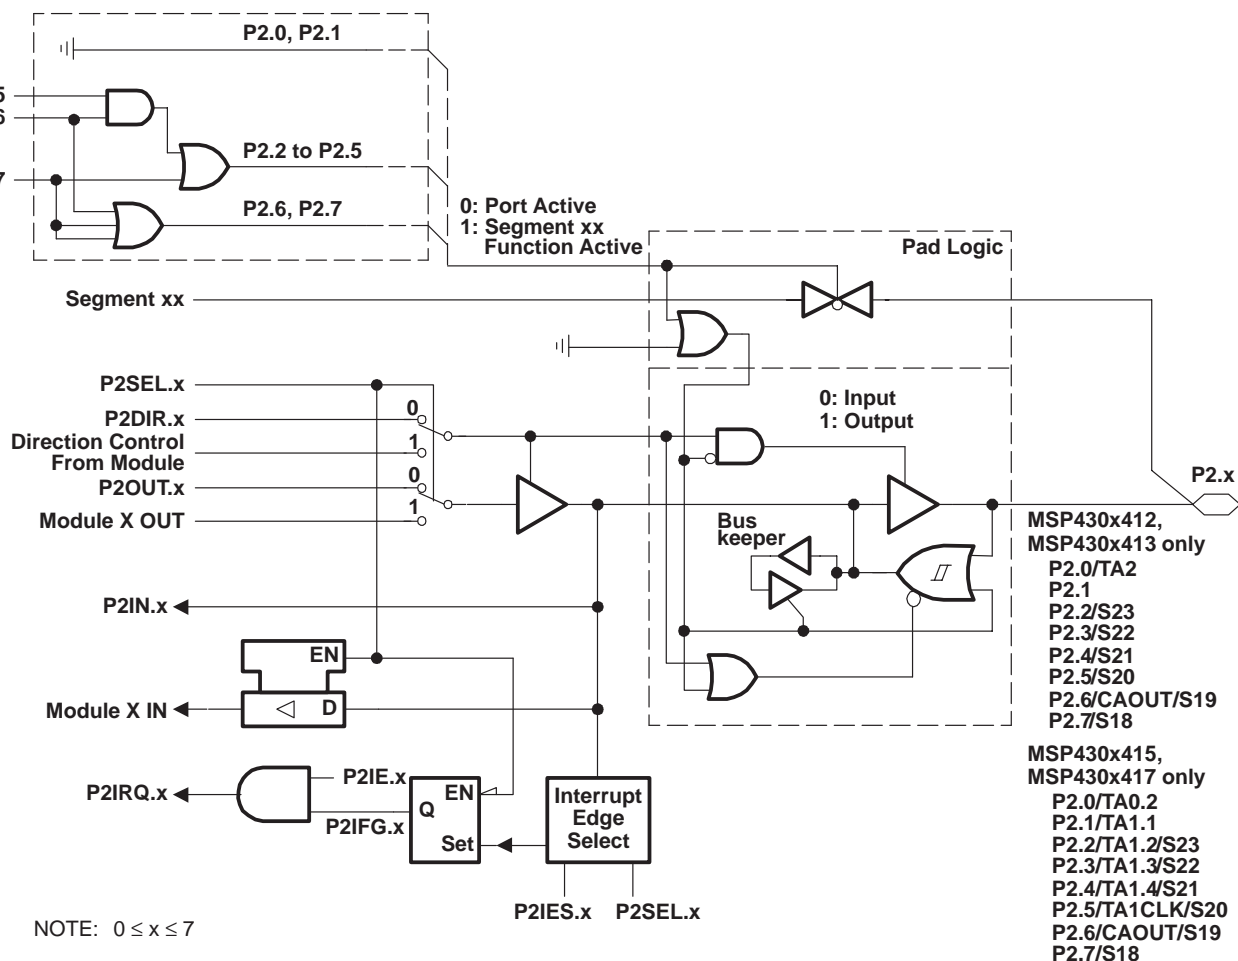 P2.0, P2.1
5
6
P2.2 to P2.5
7
P2.6, P2.7
0: Port Active
1: Segment xx
Function Active
Pad Logic
Segment xx
P2SEL.x
0
P2DIR.x
Direction Control
From Module
1
0
P2OUT.x
1
Module X OUT
0: Input
1: Output
P2.x
Bus
keeper
MSP430x412,
MSP430x413 only
P2.0/TA2
P2.1
P2.2/S23
P2.3/S22
P2.4/S21
P2.5/S20
P2.6/CAOUT/S19
P2.7/S18
P2IN.x
EN
Module X IN
D
MSP430x415,
MSP430x417 only
P2.0/TA0.2
P2.1/TA1.1
P2.2/TA1.2/S23
P2.3/TA1.3/S22
P2.4/TA1.4/S21
P2.5/TA1CLK/S20
P2.6/CAOUT/S19
P2.7/S18
P2IE.x
P2IRQ.x
P2IFG.x
EN
Q
Set
Interrupt
Edge
Select
P2IES.x
P2SEL.x
NOTE: 0 ≤ x ≤ 7